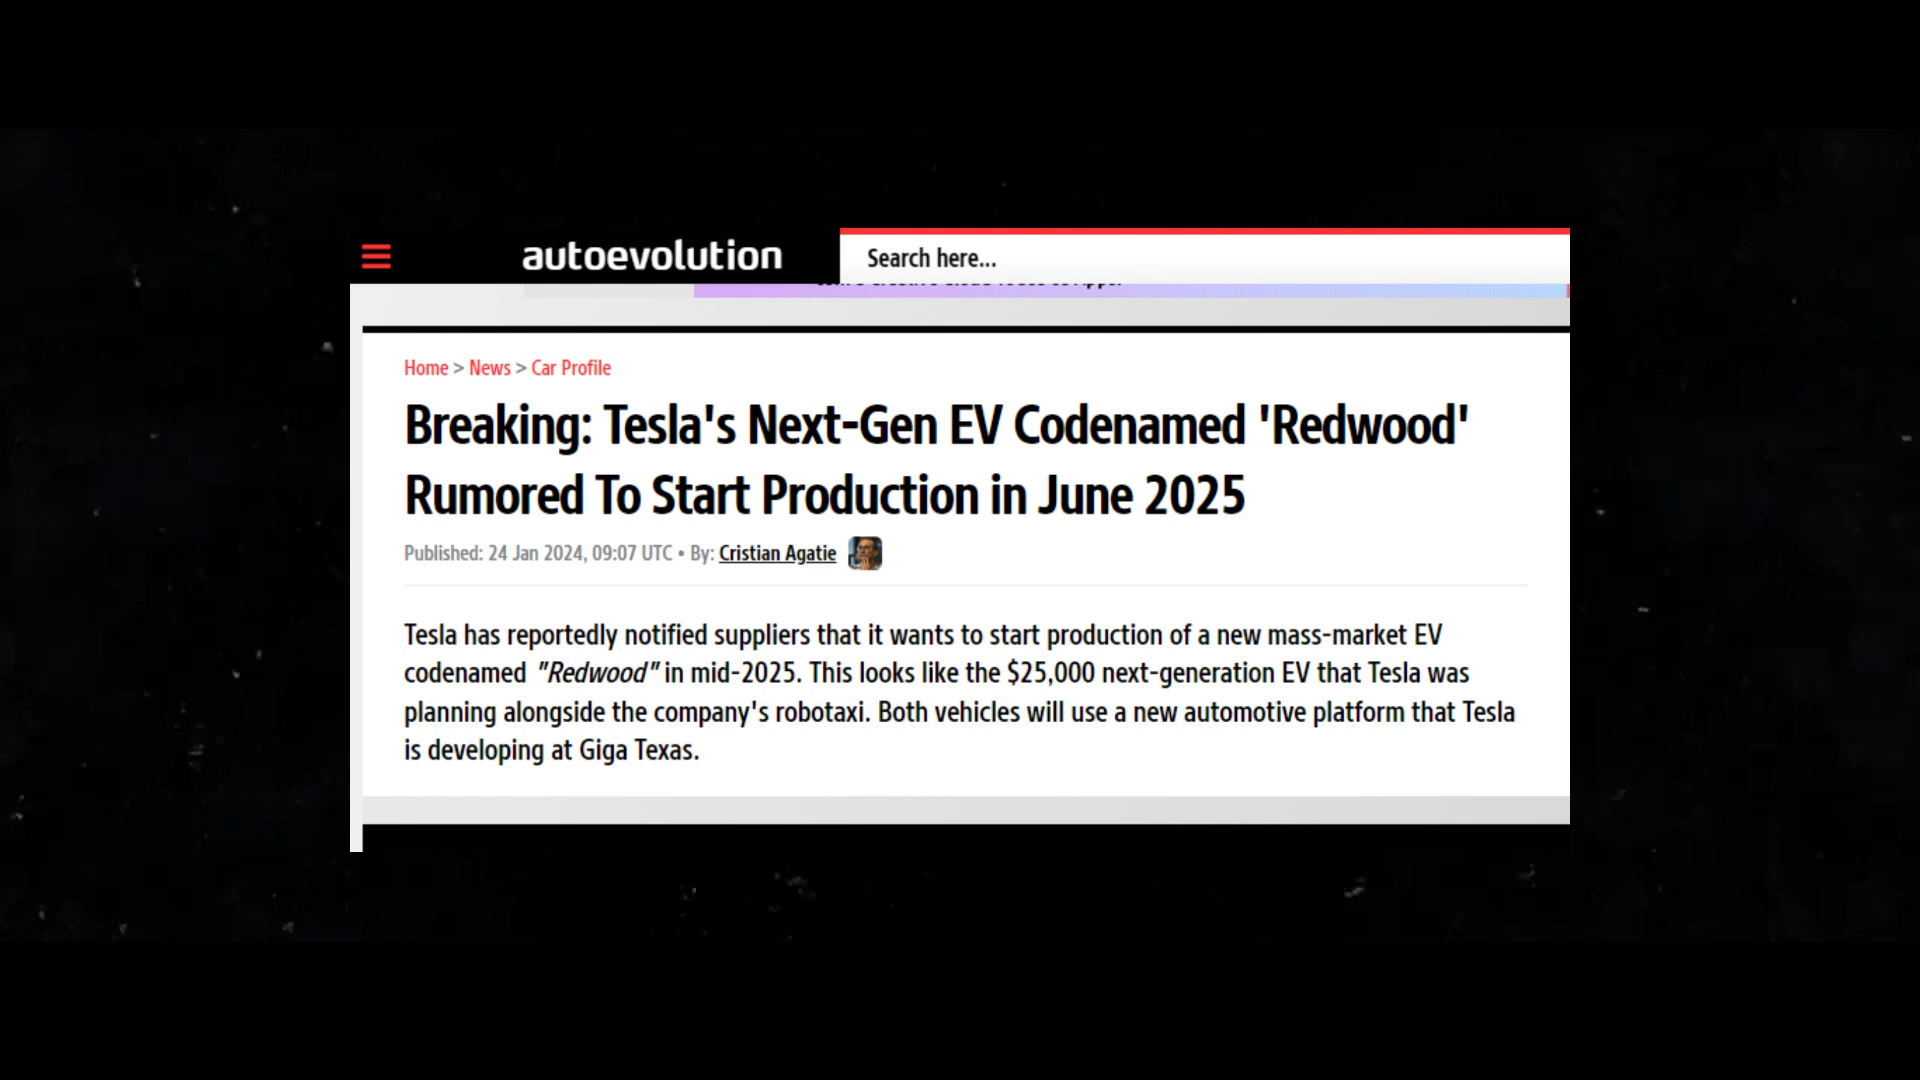 autoevolution
Search here...
Home > News > Car Profile
Breaking: Tesla's Next-Gen EV Codenamed 'Redwood'
Rumored To Start Production in June 2025
Published: 24 Jan 2024, 09:07 UTC • By: Cristian Agatie
Tesla has reportedly notified suppliers that it wants to start production of a new mass-market EV
codenamed "Redwood" in mid-2025. This looks like the $25,000 next-generation EV that Tesla was
planning alongside the company's robotaxi. Both vehicles will use a new automotive platform that Tesla
is developing at Giga Texas.